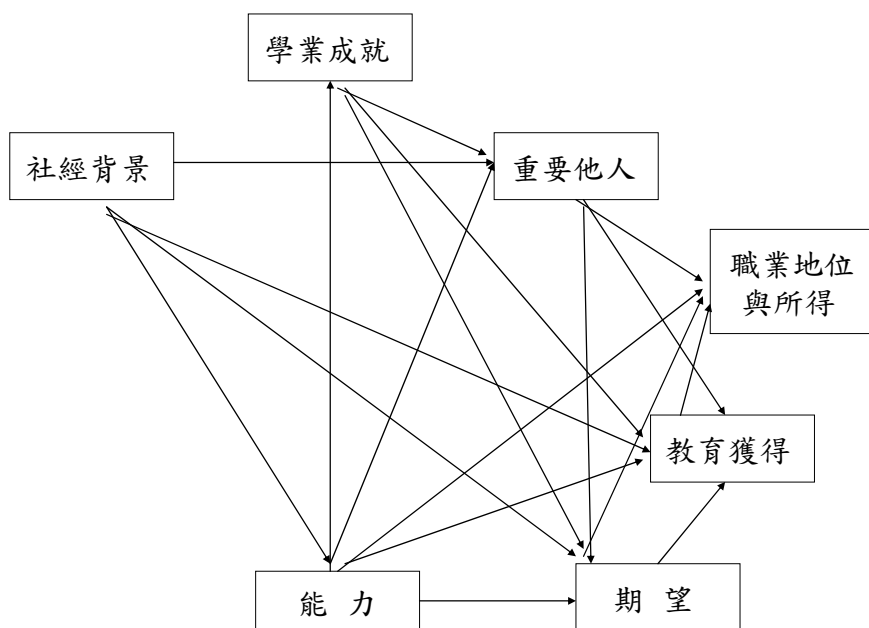 學業成就
社經背景
重要他人
職業地位
與所得
教育獲得
能 力
期 望